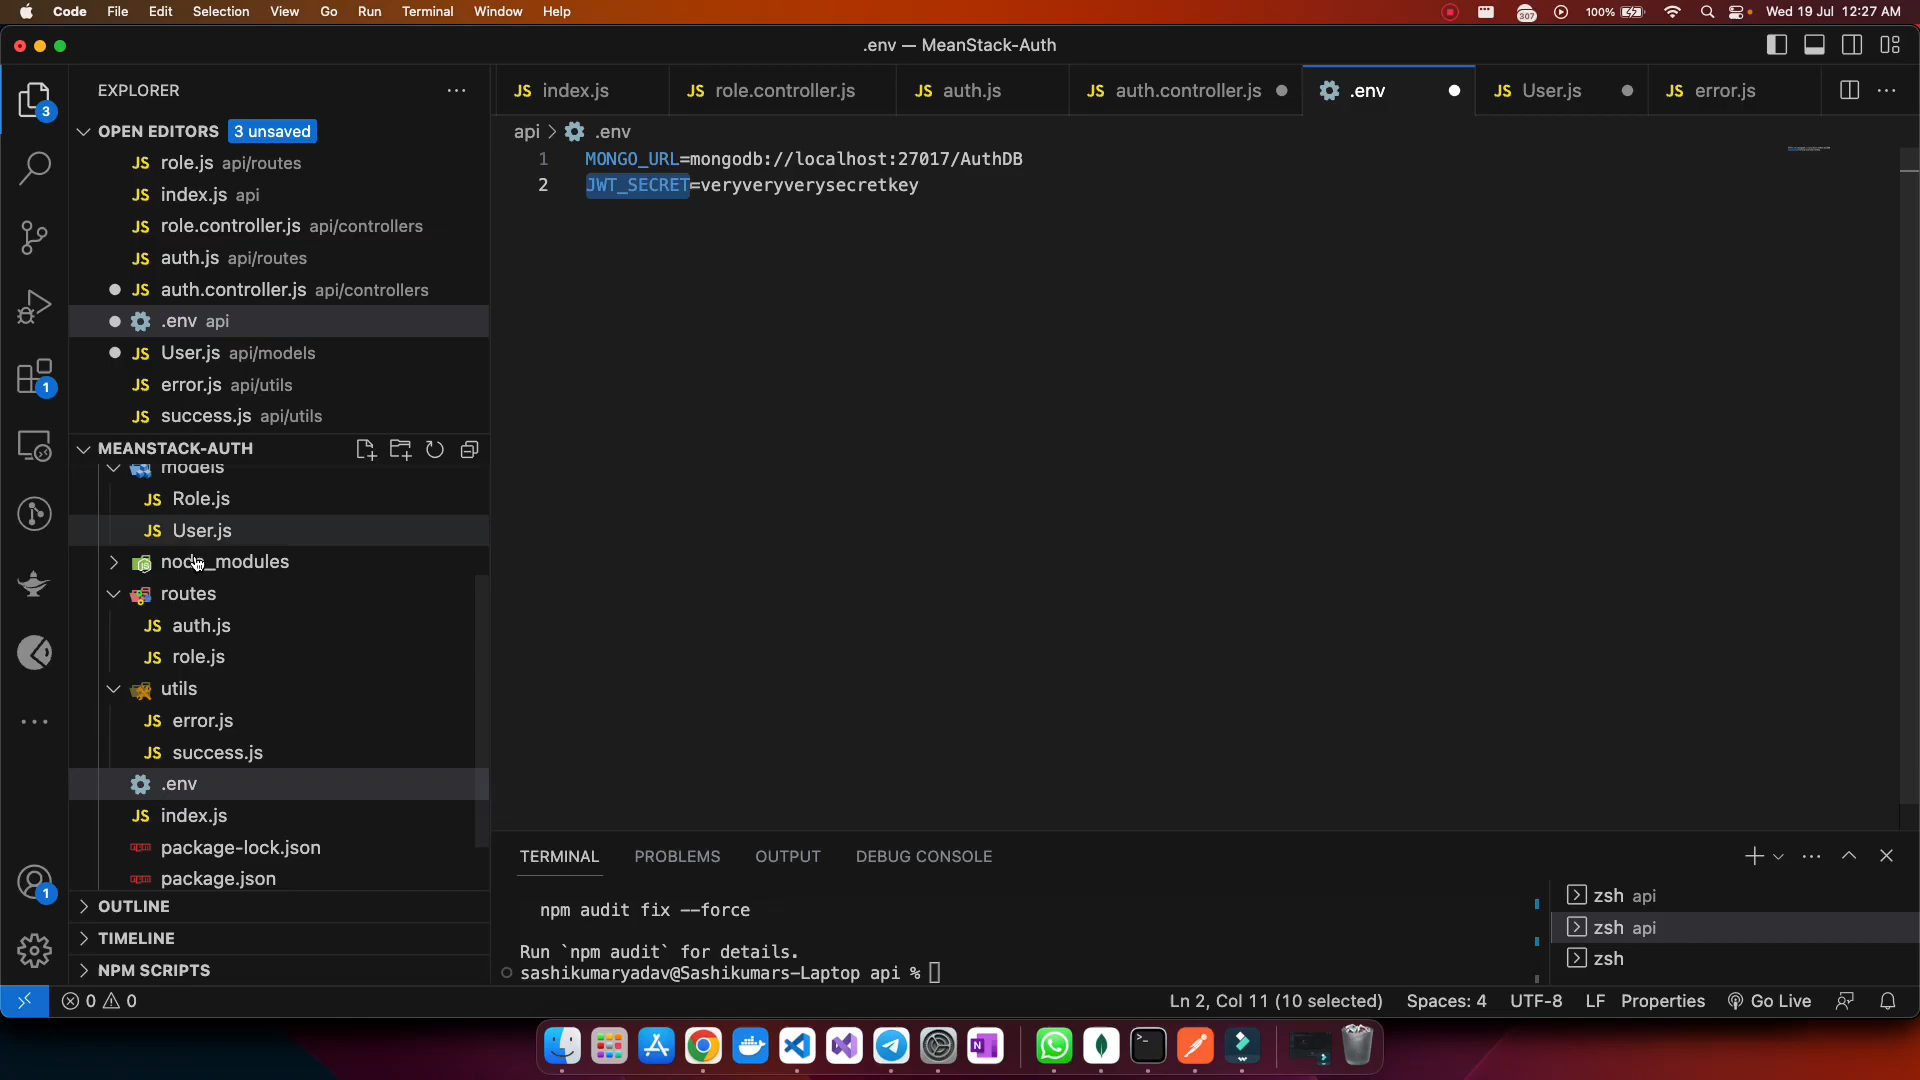 Code File Edit Selection View Go Run Terminal Window Help 307 100% Wed 19 Jul 12:27 AM
.env — MeanStack-Auth
EXPLORER
3
OPEN EDITORS 3 unsaved
JS role.js api/routes
JS index.js api
JS role.controller.js api/controllers
JS auth.js api/routes
JS auth.controller.js api/controllers
.env api
JS User.js api/models
JS error.js api/utils
JS success.js api/utils
1
MEANSTACK-AUTH
models
JS Role.js
JS User.js
node_modules
routes
JS auth.js
JS role.js
utils
JS error.js
JS success.js
.env
JS index.js
package-lock.json
package.json
1
OUTLINE
TIMELINE
NPM SCRIPTS
JS index.js JS role.controller.js JS auth.js JS auth.controller.js .env JS User.js JS error.js
api > .env
1 MONGO_URL=mongodb://localhost:27017/AuthDB
2 JWT_SECRET=veryveryverysecretkey
TERMINAL PROBLEMS OUTPUT DEBUG CONSOLE
npm audit fix --force
Run `npm audit` for details.
sashikumaryadav@Sashikumars-Laptop api %
zsh api
zsh api
zsh
0 0 Ln 2, Col 11 (10 selected) Spaces: 4 UTF-8 LF Properties Go Live